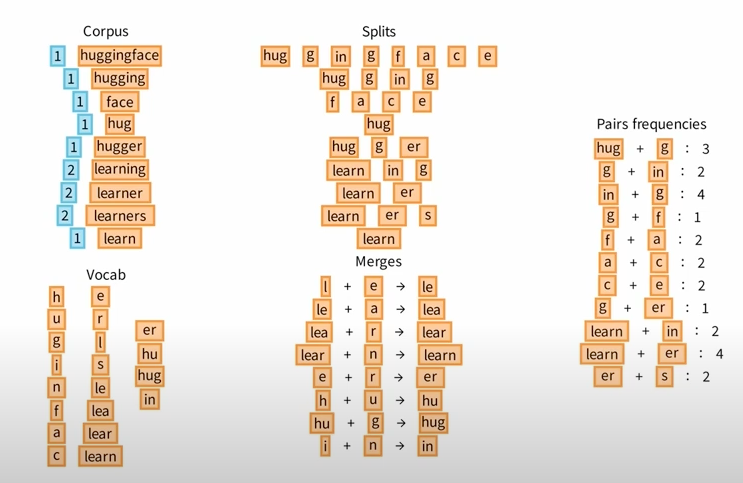 Corpus
1 huggingface
1 hugging
1 face
1 hug
1 hugger
2 learning
2 learner
2 learners
1 learn
Splits
hug g in g f a c e
hug g in g
f a c e
hug
hug g er
learn in g
learn er
learn er s
learn
Pairs frequencies
hug + g : 3
g + in : 2
in + g : 4
g + f : 1
f + a : 2
a + c : 2
c + e : 2
g + er : 1
learn + in : 2
learn + er : 4
er + s : 2
Vocab
h e
u r er
g l hu
i s hug
n le in
f lea
a lear
c learn
Merges
l + e → le
le + a → lea
lea + r → lear
lear + n → learn
e + r → er
h + u → hu
hu + g → hug
i + n → in